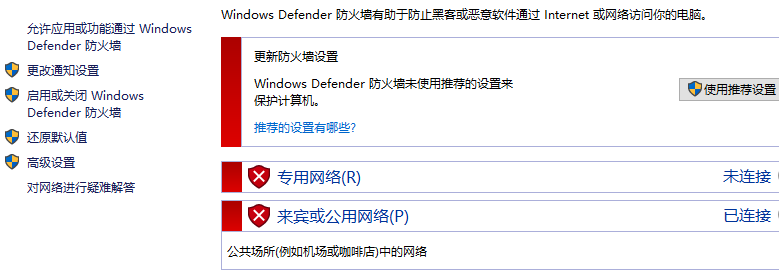 Windows Defender 防火墙有助于防止黑客或恶意软件通过 Internet 或网络访问你的电脑。
允许应用或功能通过 Windows
Defender 防火墙
更改通知设置
启用或关闭 Windows
Defender 防火墙
还原默认值
高级设置
对网络进行疑难解答
更新防火墙设置
Windows Defender 防火墙未使用推荐的设置来
保护计算机。
使用推荐设置
推荐的设置有哪些?
专用网络(R) 未连接
来宾或公用网络(P) 已连接
公共场所(例如机场或咖啡店)中的网络